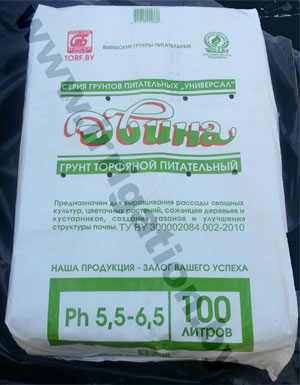 ВИТЕБСКИЕ ГРУНТЫ ПИТАТЕЛЬНЫЕ
TORF.BY
СЕРИЯ ГРУНТОВ ПИТАТЕЛЬНЫХ „УНИВЕРСАЛ"
Двина
ГРУНТ ТОРФЯНОЙ ПИТАТЕЛЬНЫЙ
Предназначен для выращивания рассады овощных
культур, цветочных растений, саженцев деревьев и
кустарников, создания газонов и улучшения
структуры почвы. ТУ BY 300002084.002-2010
НАША ПРОДУКЦИЯ - ЗАЛОГ ВАШЕГО УСПЕХА
Ph 5,5-6,5
100
ЛИТРОВ